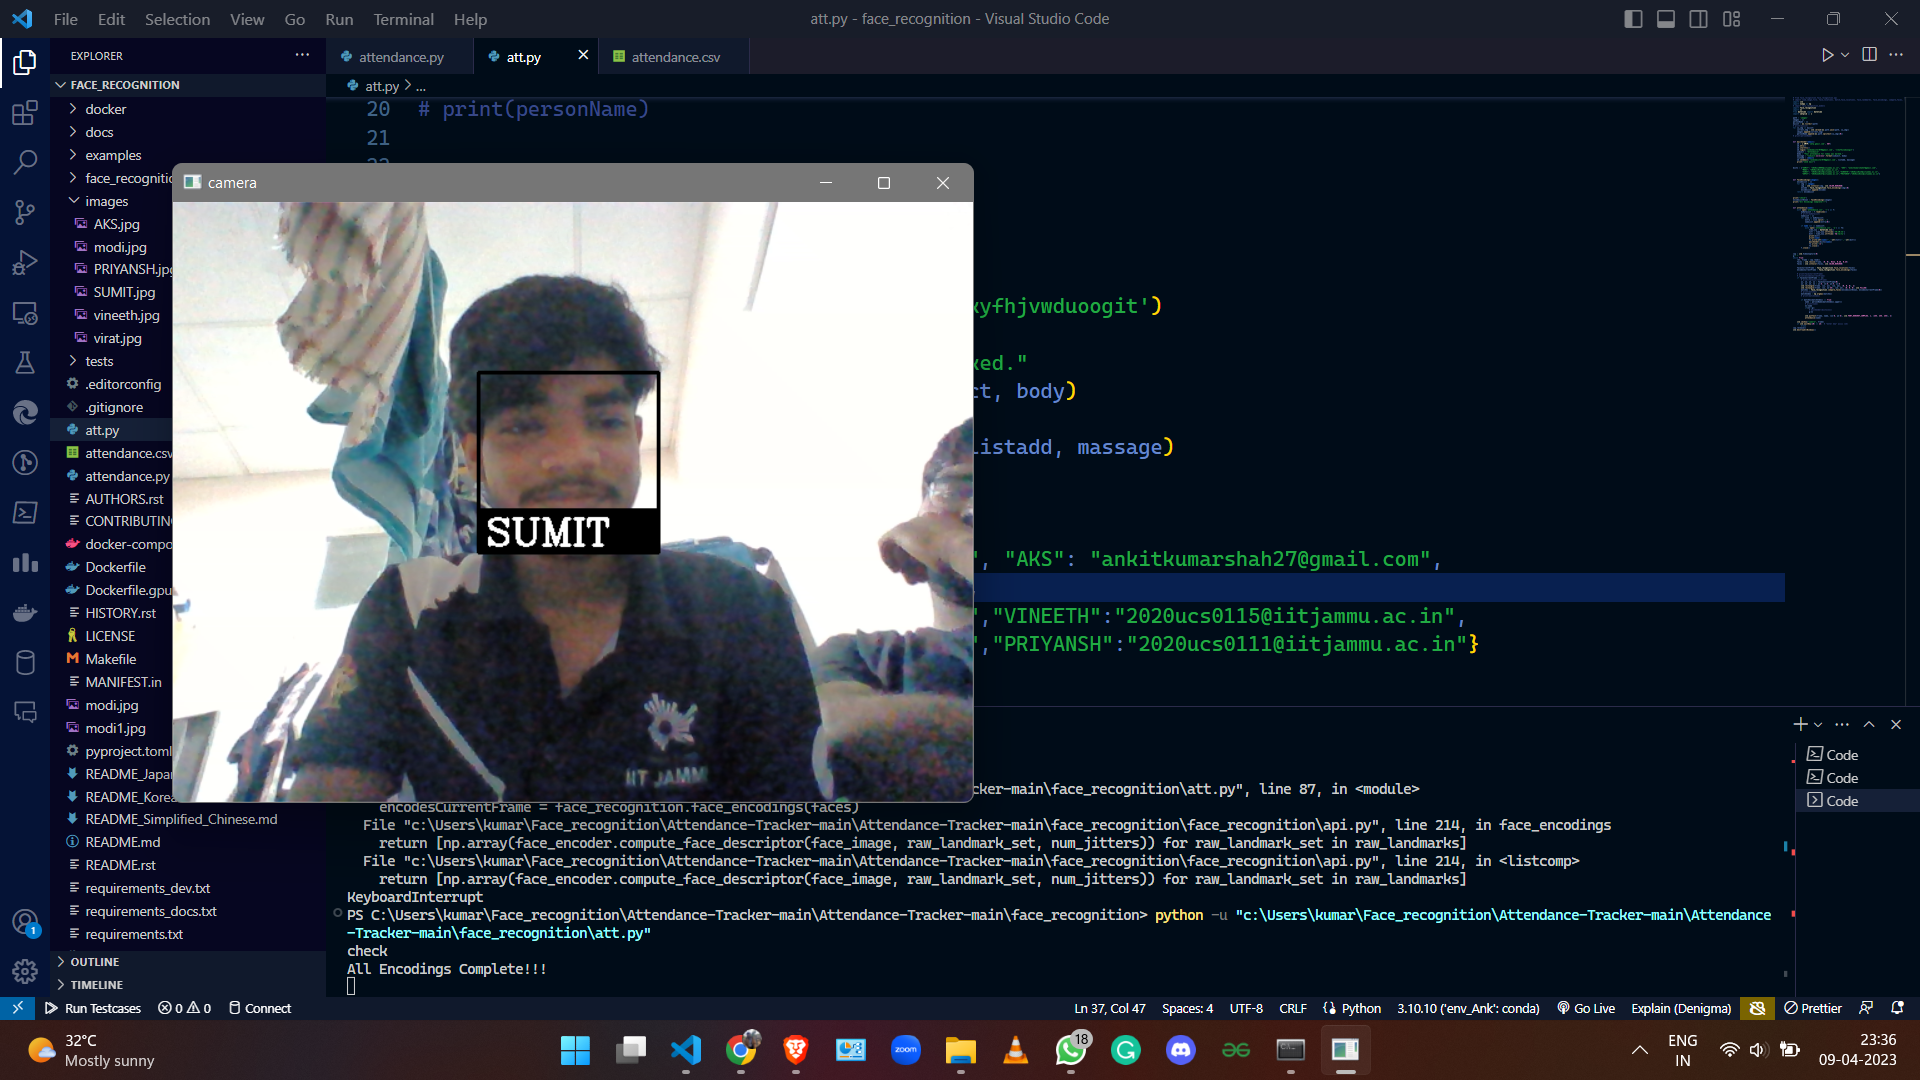 File Edit Selection View Go Run Terminal Help
att.py - face_recognition - Visual Studio Code
EXPLORER
FACE_RECOGNITION
docker
docs
examples
face_recognitic
images
AKS.jpg
modi.jpg
PRIYANSH.jpg
SUMIT.jpg
vineeth.jpg
virat.jpg
tests
.editorconfig
.gitignore
att.py
attendance.csv
attendance.py
AUTHORS.rst
CONTRIBUTIN
docker-compo
Dockerfile
Dockerfile.gpu
HISTORY.rst
LICENSE
Makefile
MANIFEST.in
modi.jpg
modi1.jpg
pyproject.toml
README_Japa
README_Korea
README_Simplified_Chinese.md
README.md
README.rst
requirements_dev.txt
requirements_docs.txt
requirements.txt
OUTLINE
TIMELINE
attendance.py
att.py
attendance.csv
att.py > ...
20 # print(personName)
21
camera
SUMIT
IIT JAMM
xyfhjvwduoogit')
ked."
ct, body)
listadd, massage)
", "AKS": "ankitkumarshah27@gmail.com",
","VINEETH":"2020ucs0115@iitjammu.ac.in",
","PRIYANSH":"2020ucs0111@iitjammu.ac.in"}
cker-main\face_recognition\att.py", line 87, in <module>
encodesCurrentFrame = face_recognition.face_encodings(faces)
File "c:\Users\kumar\Face_recognition\Attendance-Tracker-main\Attendance-Tracker-main\face_recognition\face_recognition\api.py", line 214, in face_encodings
return [np.array(face_encoder.compute_face_descriptor(face_image, raw_landmark_set, num_jitters)) for raw_landmark_set in raw_landmarks]
File "c:\Users\kumar\Face_recognition\Attendance-Tracker-main\Attendance-Tracker-main\face_recognition\face_recognition\api.py", line 214, in <listcomp>
return [np.array(face_encoder.compute_face_descriptor(face_image, raw_landmark_set, num_jitters)) for raw_landmark_set in raw_landmarks]
KeyboardInterrupt
PS C:\Users\kumar\Face_recognition\Attendance-Tracker-main\Attendance-Tracker-main\face_recognition> python -u "c:\Users\kumar\Face_recognition\Attendance-Tracker-main\Attendance
-Tracker-main\face_recognition\att.py"
check
All Encodings Complete!!!
Code
Code
Code
1
Run Testcases 0 0 Connect
Ln 37, Col 47 Spaces: 4 UTF-8 CRLF Python 3.10.10 ('env_Ank': conda) Go Live Explain (Denigma) Prettier
32°C
Mostly sunny
zoom
18
ENG
IN
23:36
09-04-2023